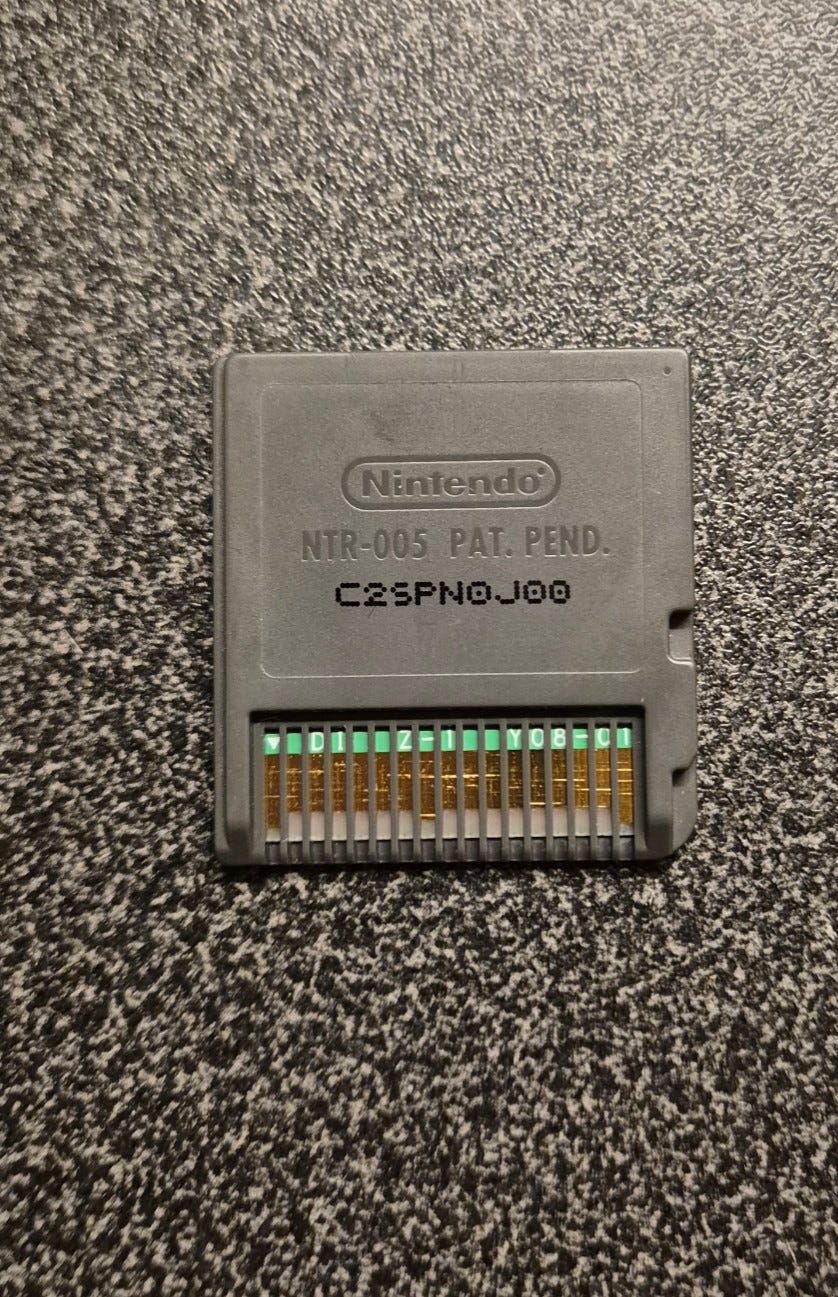 Nintendo®
NTR-005 PAT. PEND.
C2SPN0J00
▼ DI Z-1 Y08-01